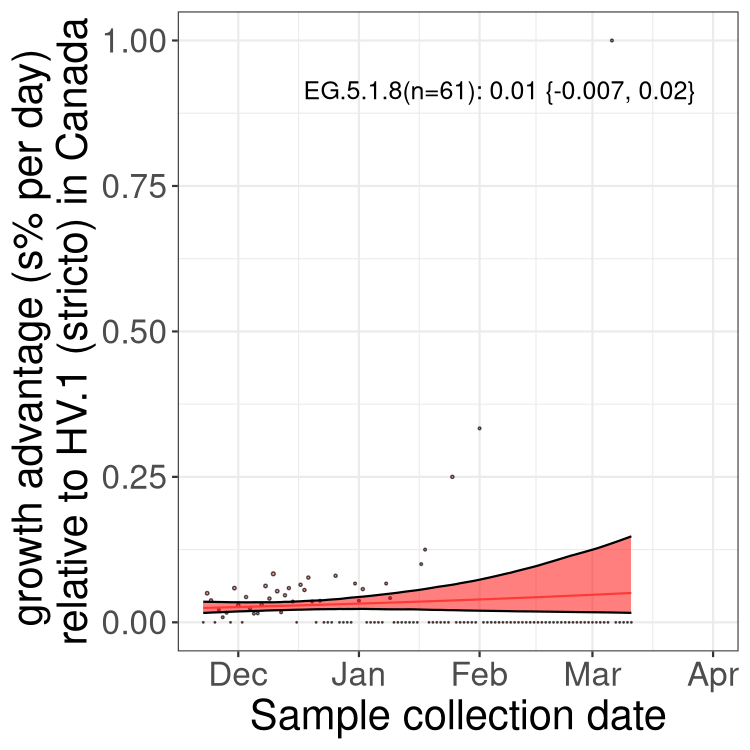 growth advantage (s% per day)
relative to HV.1 (stricto) in Canada
1.00
0.75
0.50
0.25
0.00
EG.5.1.8(n=61): 0.01 {-0.007, 0.02}
Dec Jan Feb Mar Apr
Sample collection date